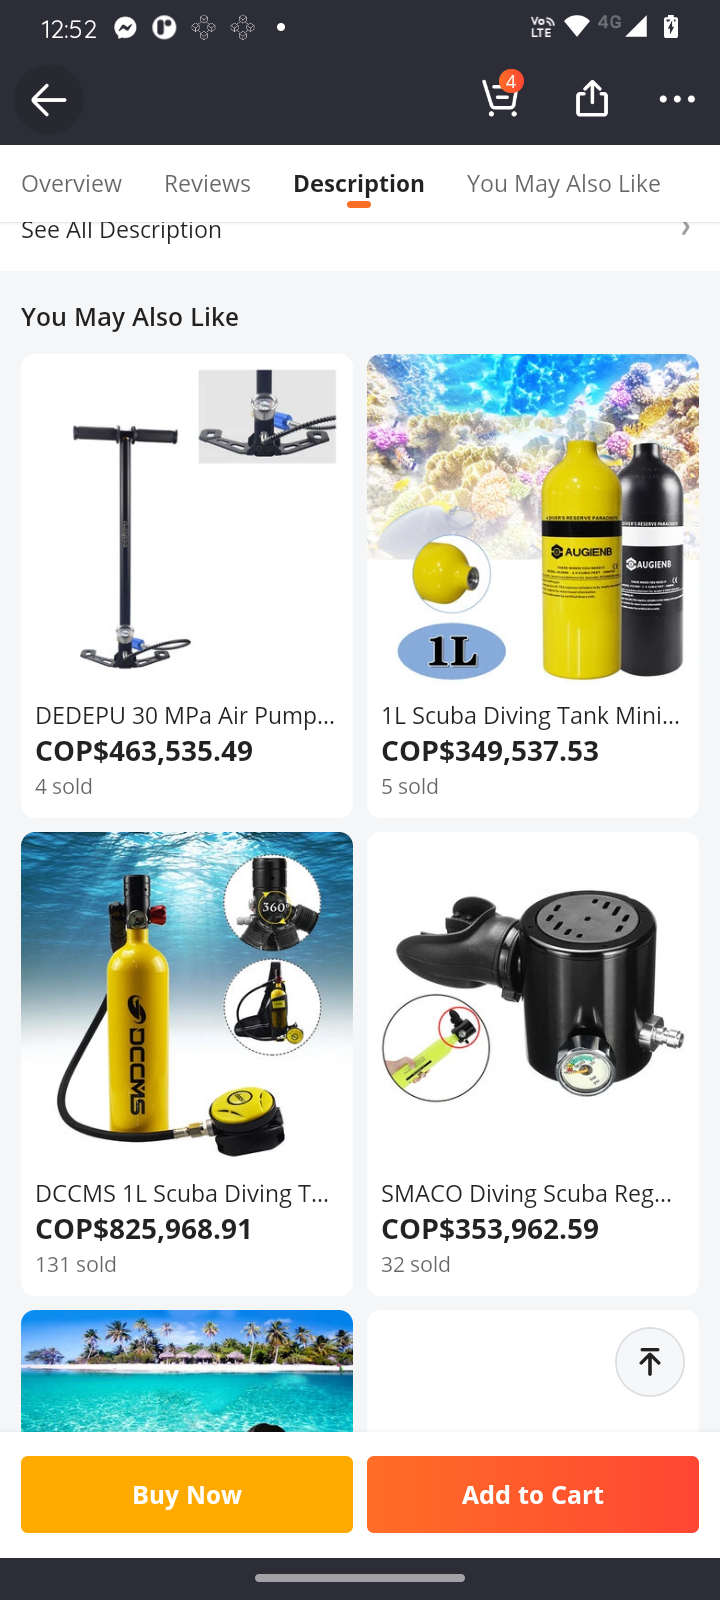 12:52
Vo LTE
4G
4
Overview
Reviews
Description
You May Also Like
See All Description
You May Also Like
AUGIENB
AUGIENB
1L
DEDEPU 30 MPa Air Pump...
COP$463,535.49
4 sold
1L Scuba Diving Tank Mini...
COP$349,537.53
5 sold
360°
DCCMS
DCCMS 1L Scuba Diving T...
COP$825,968.91
131 sold
SMACO Diving Scuba Reg...
COP$353,962.59
32 sold
Buy Now
Add to Cart